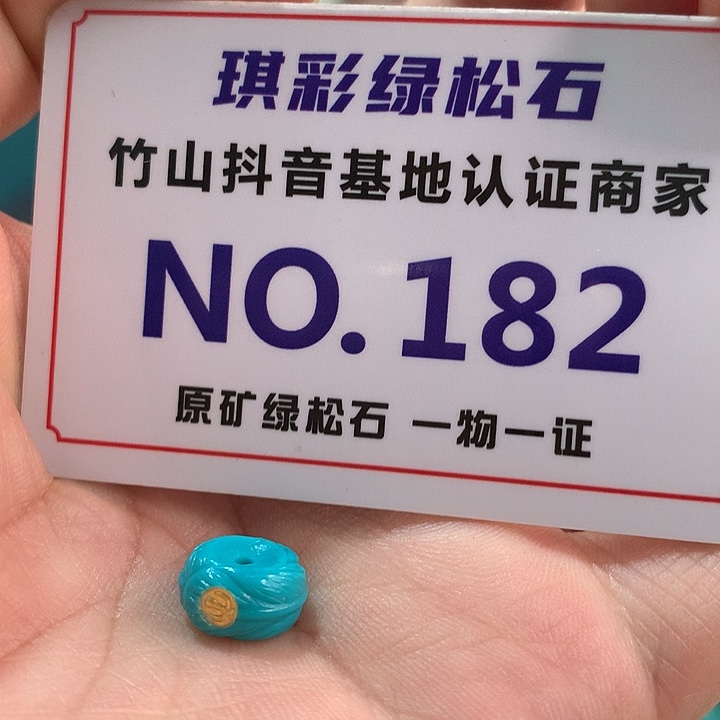 琪彩绿松石
竹山抖音基地认证商家
NO.182
原矿绿松石 一物一证